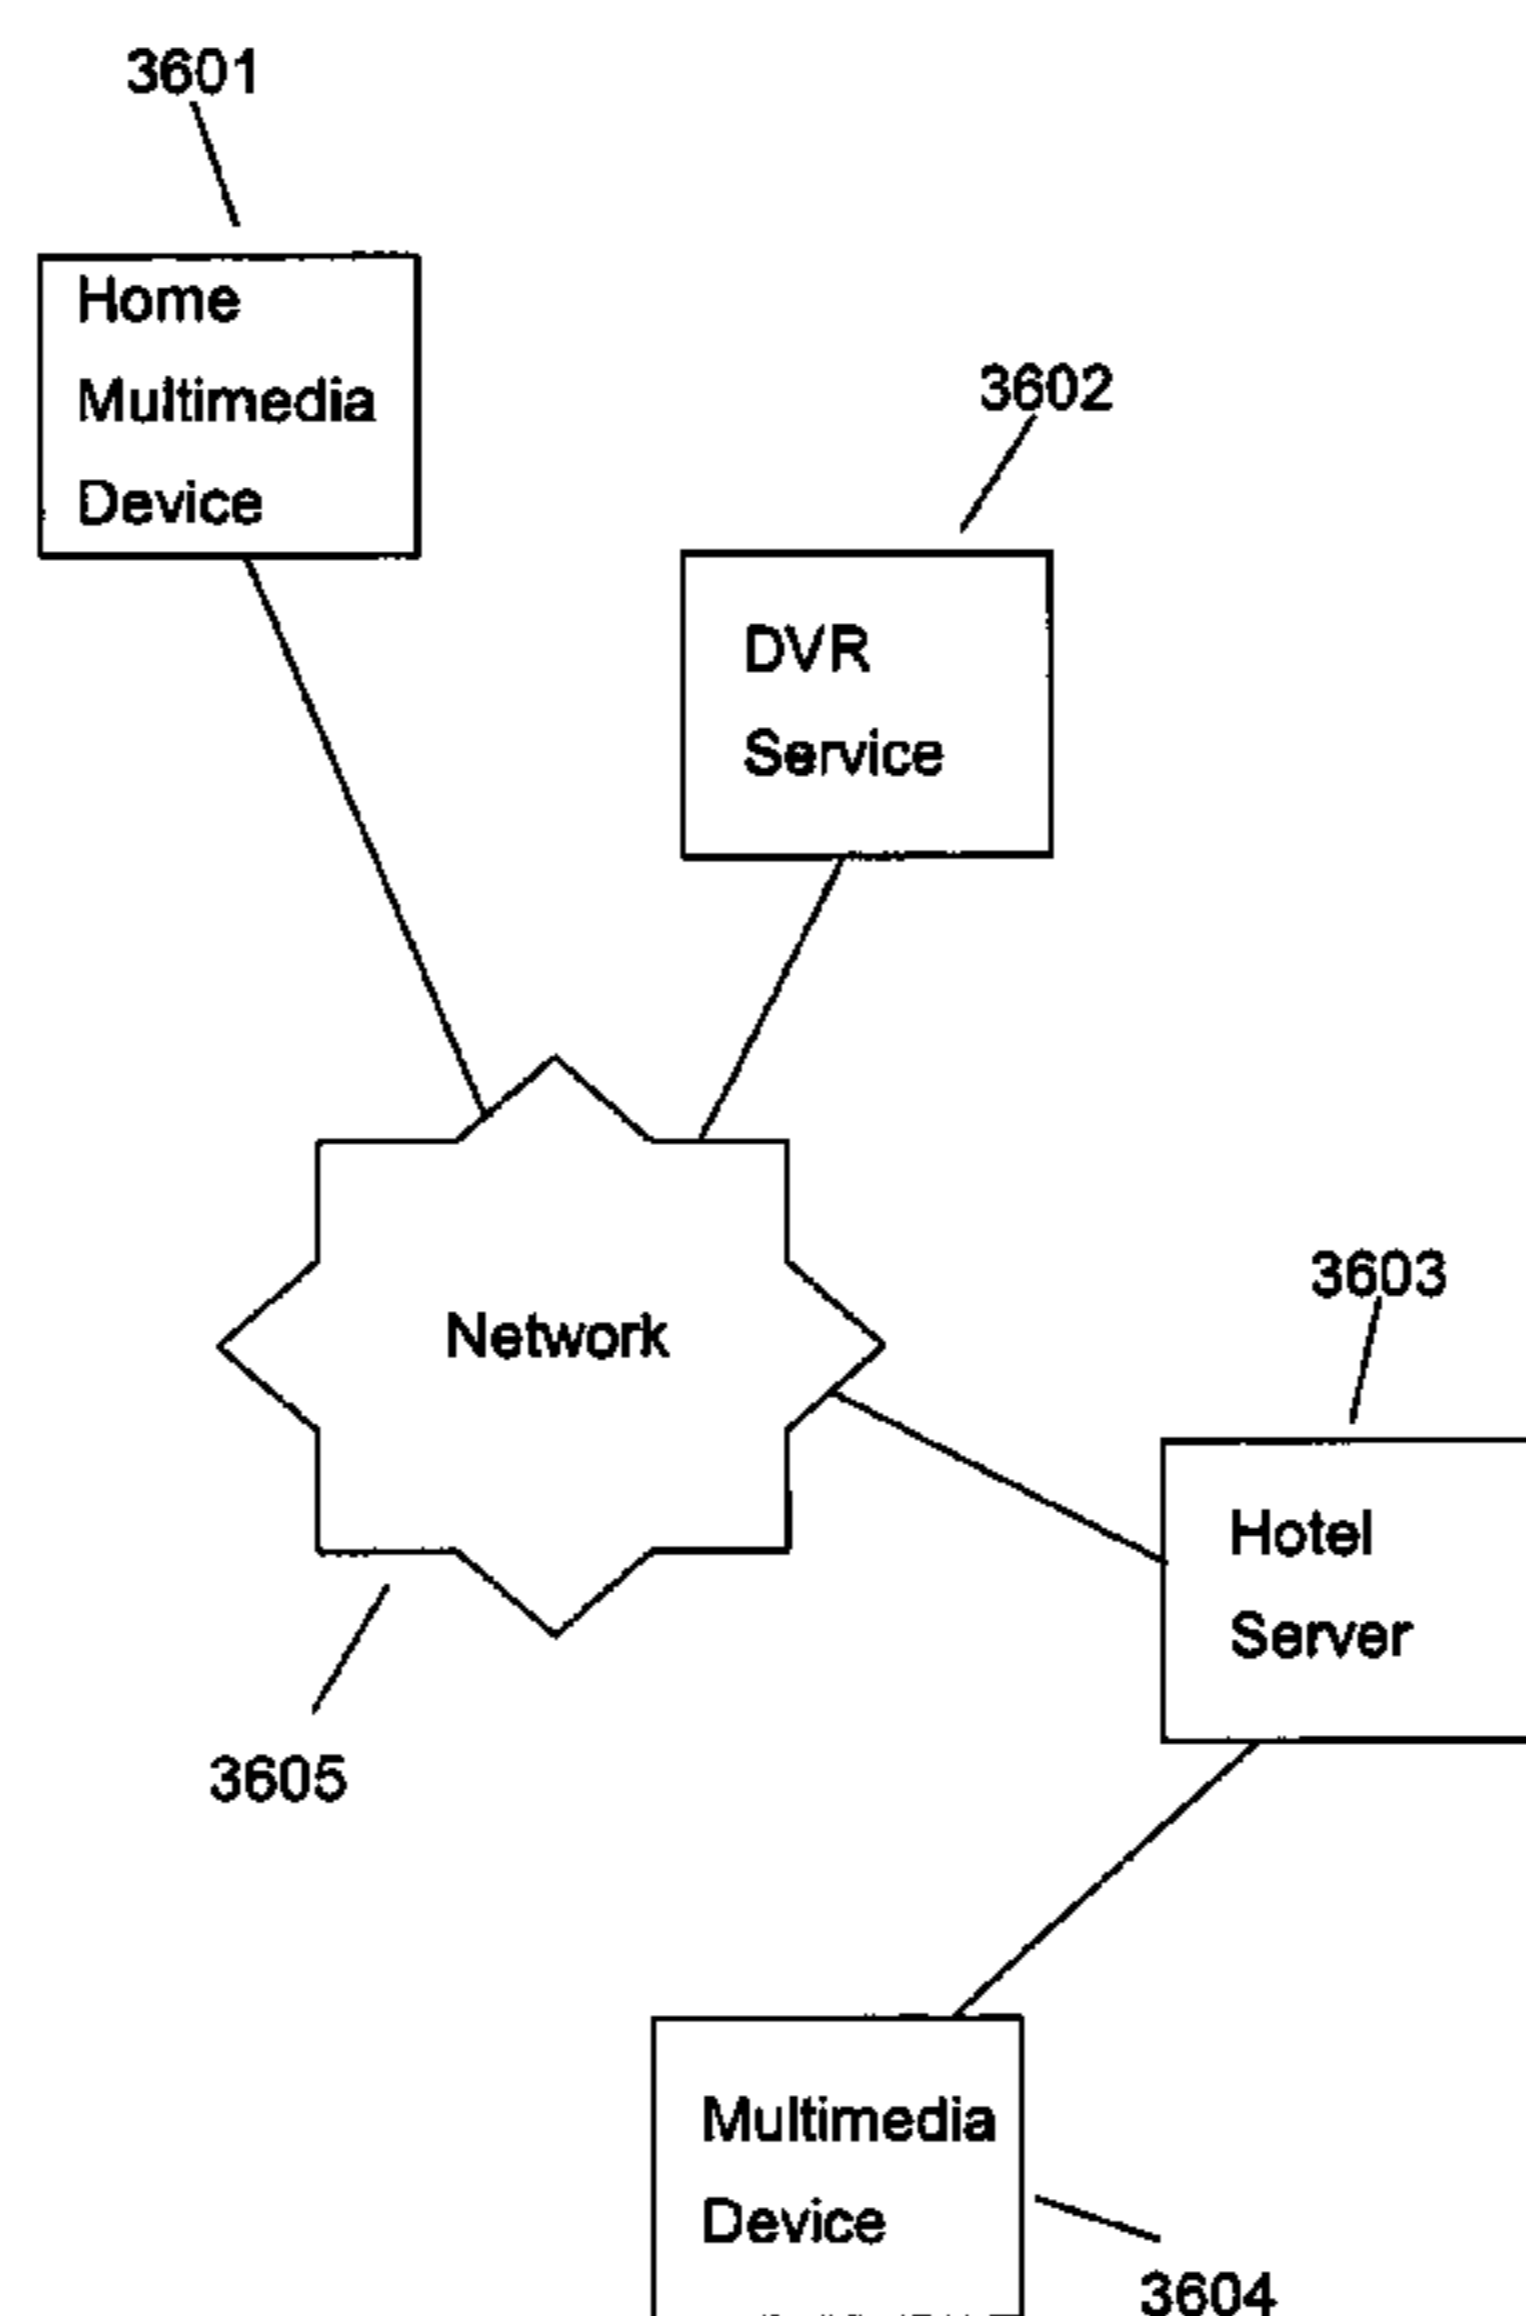 3601
Home
Multimedia
Device
3602
DVR
Service
Network
3603
Hotel
Server
3605
Multimedia
Device
3604